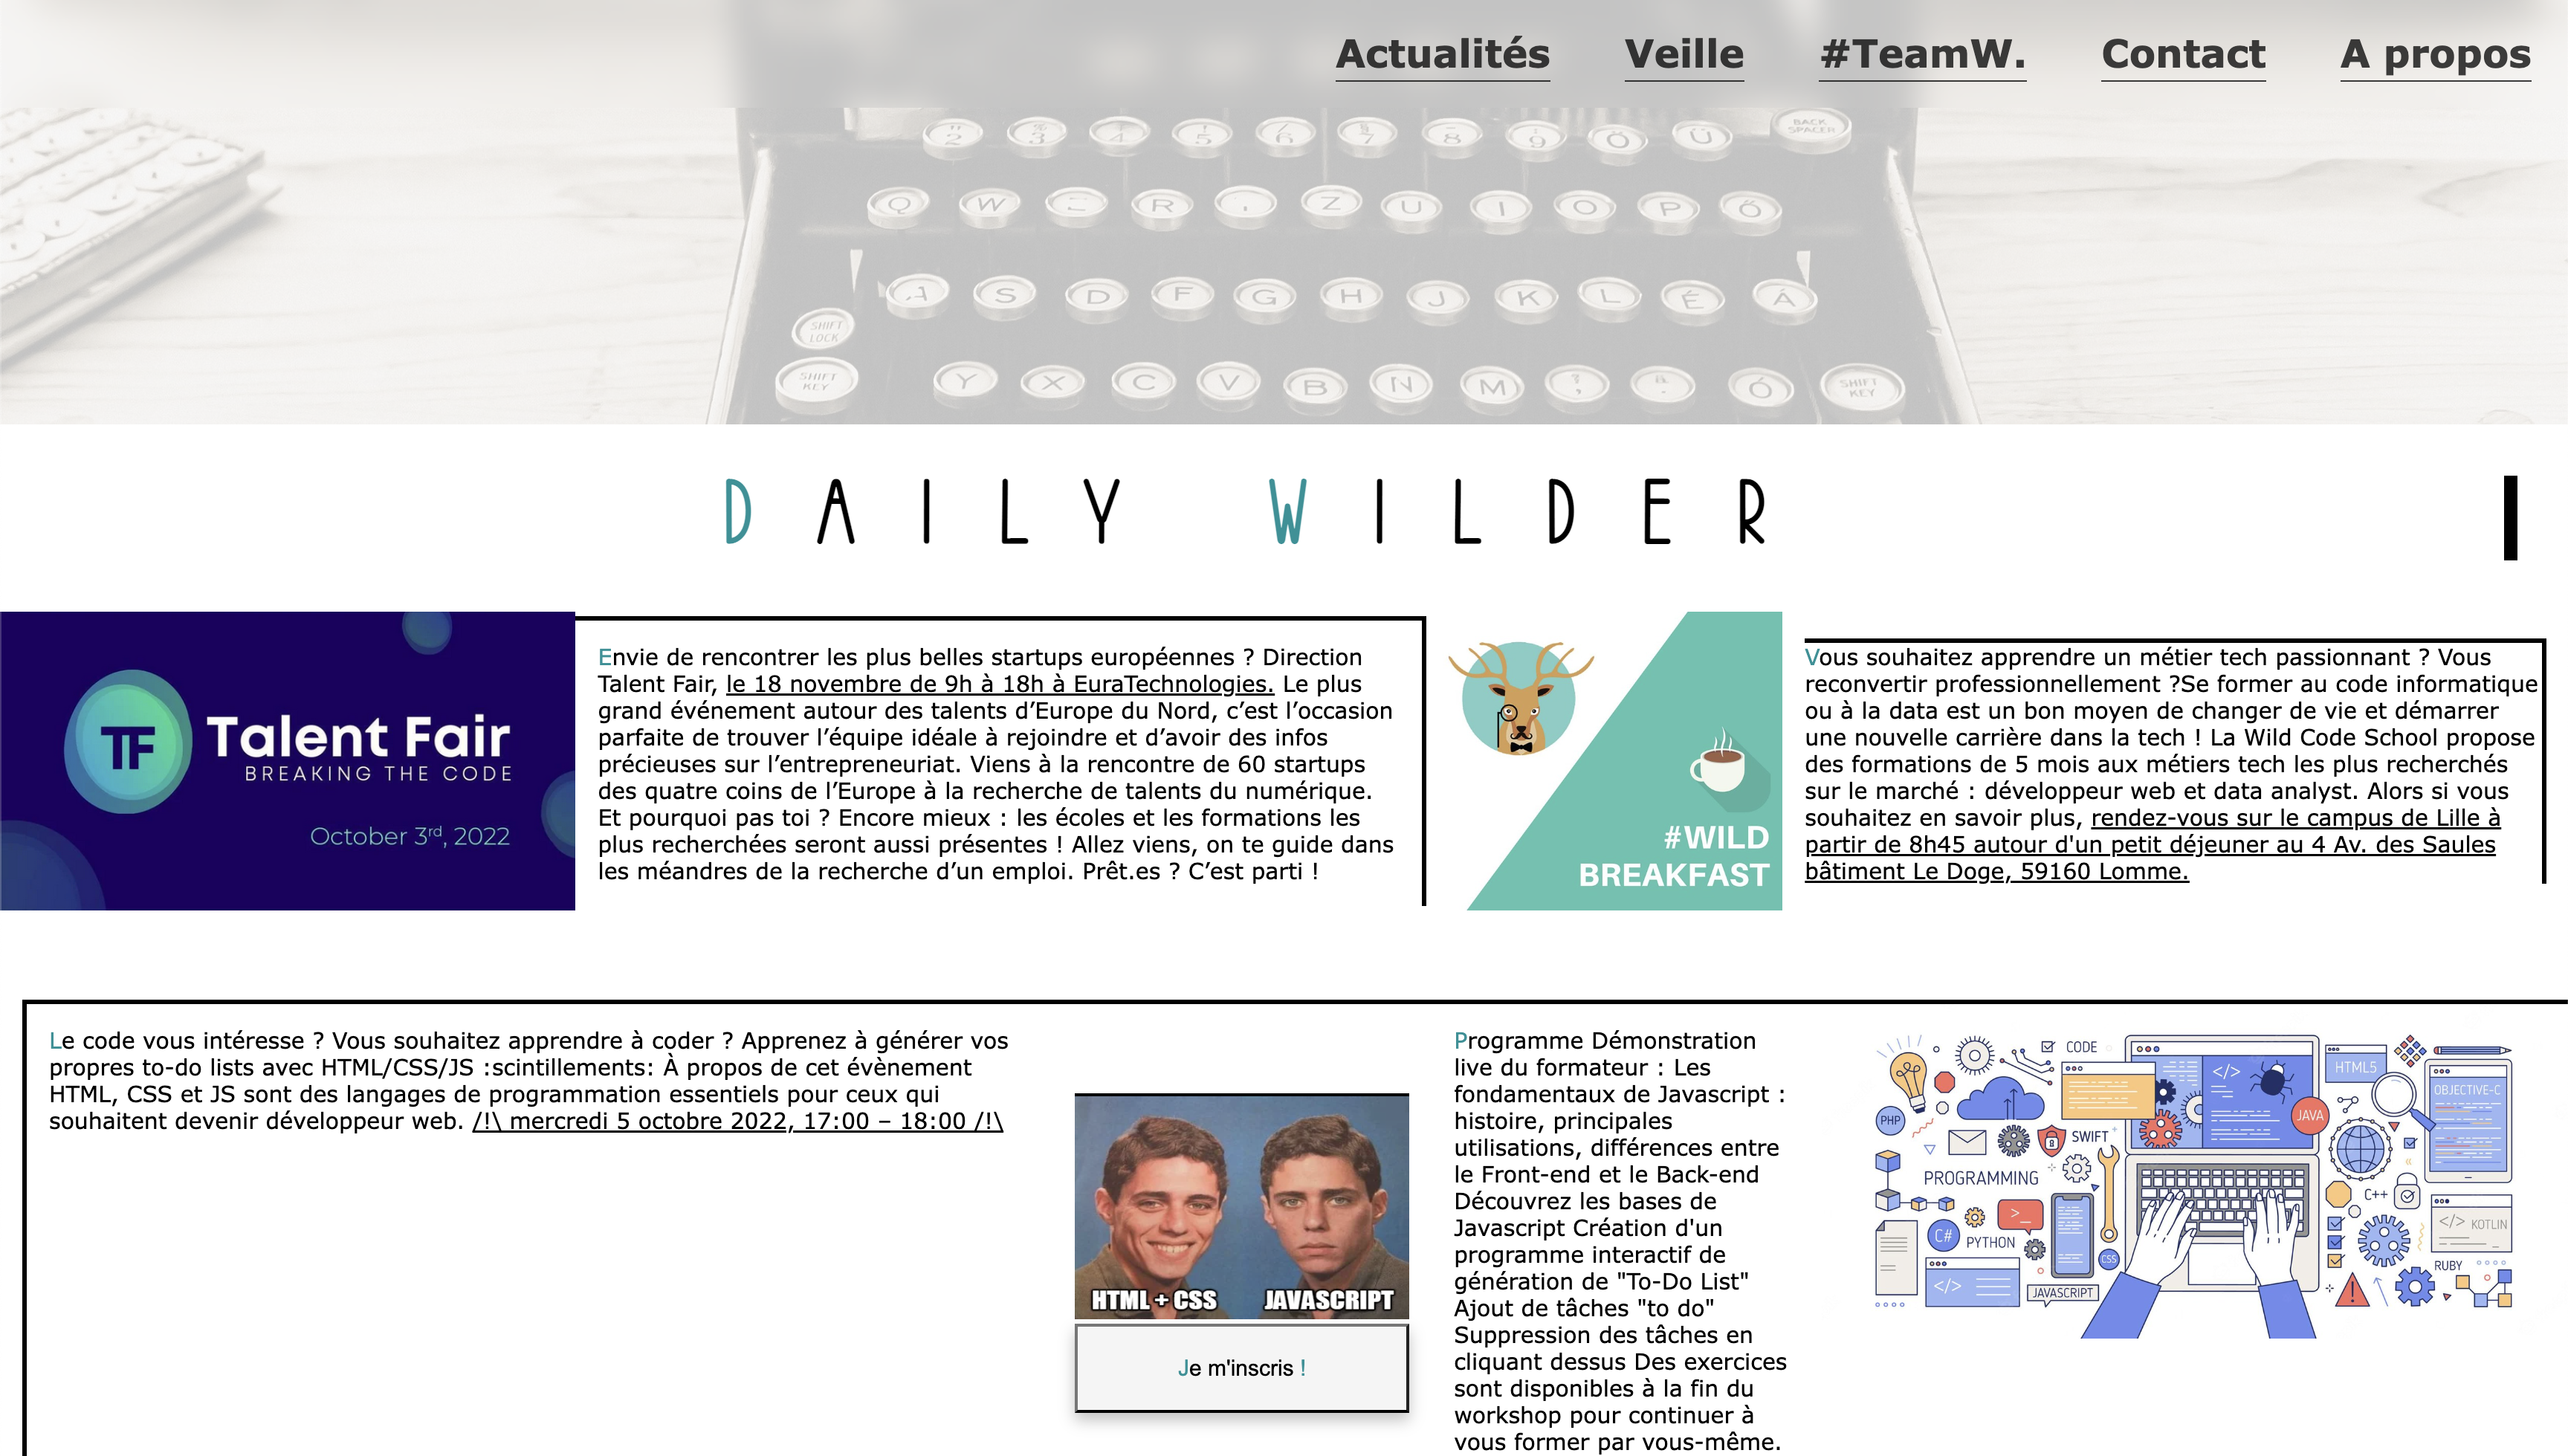 Actualités Veille #TeamW. Contact A propos
2 3 4 5 6 7 8 9 Ö Ü BACK SPACER
Q W R Z U I O P Ő
A S D F G H J K L É Á
SHIFT LOCK
SHIFT KEY Y X C V B N M Ó SHIFT KEY
DAILY WILDER
TF Talent Fair
BREAKING THE CODE
October 3rd, 2022
Envie de rencontrer les plus belles startups européennes ? Direction
Talent Fair, le 18 novembre de 9h à 18h à EuraTechnologies. Le plus
grand événement autour des talents d’Europe du Nord, c’est l’occasion
parfaite de trouver l’équipe idéale à rejoindre et d’avoir des infos
précieuses sur l’entrepreneuriat. Viens à la rencontre de 60 startups
des quatre coins de l’Europe à la recherche de talents du numérique.
Et pourquoi pas toi ? Encore mieux : les écoles et les formations les
plus recherchées seront aussi présentes ! Allez viens, on te guide dans
les méandres de la recherche d’un emploi. Prêt.es ? C’est parti !
#WILD
BREAKFAST
Vous souhaitez apprendre un métier tech passionnant ? Vous
reconvertir professionnellement ?Se former au code informatique
ou à la data est un bon moyen de changer de vie et démarrer
une nouvelle carrière dans la tech ! La Wild Code School propose
des formations de 5 mois aux métiers tech les plus recherchés
sur le marché : développeur web et data analyst. Alors si vous
souhaitez en savoir plus, rendez-vous sur le campus de Lille à
partir de 8h45 autour d'un petit déjeuner au 4 Av. des Saules
bâtiment Le Doge, 59160 Lomme.
Le code vous intéresse ? Vous souhaitez apprendre à coder ? Apprenez à générer vos
propres to-do lists avec HTML/CSS/JS :scintillements: À propos de cet évènement
HTML, CSS et JS sont des langages de programmation essentiels pour ceux qui
souhaitent devenir développeur web. /!\ mercredi 5 octobre 2022, 17:00 – 18:00 /!\
HTML + CSS JAVASCRIPT
Je m'inscris !
Programme Démonstration
live du formateur : Les
fondamentaux de Javascript :
histoire, principales
utilisations, différences entre
le Front-end et le Back-end
Découvrez les bases de
Javascript Création d'un
programme interactif de
génération de "To-Do List"
Ajout de tâches "to do"
Suppression des tâches en
cliquant dessus Des exercices
sont disponibles à la fin du
workshop pour continuer à
vous former par vous-même.
CODE
</>
HTML5
OBJECTIVE-C
PHP
JAVA
SWIFT
PROGRAMMING
C++
>_
</> KOTLIN
C#
PYTHON
CSS
RUBY
</>
JAVASCRIPT